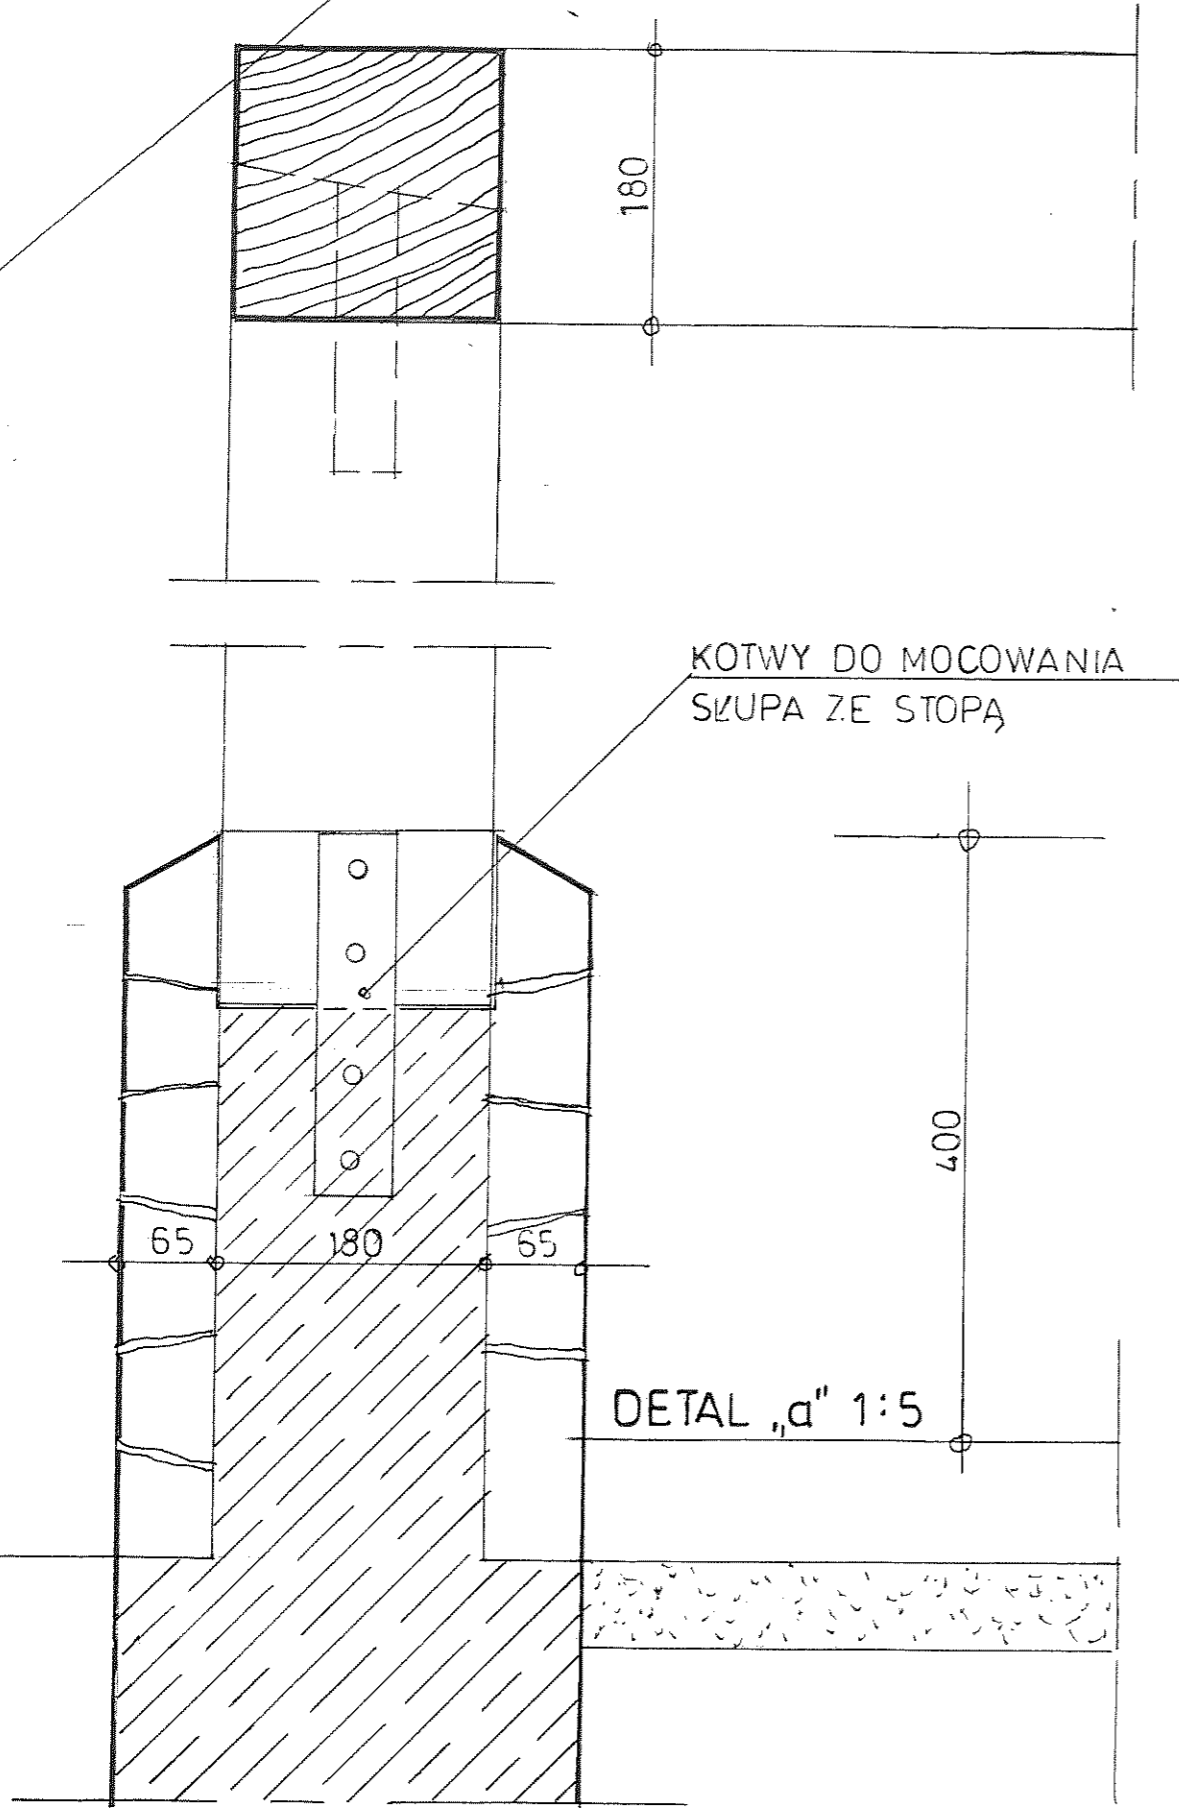 180
KOTWY DO MOCOWANIA
SŁUPA ZE STOPĄ
400
65 180 65
DETAL „a" 1:5